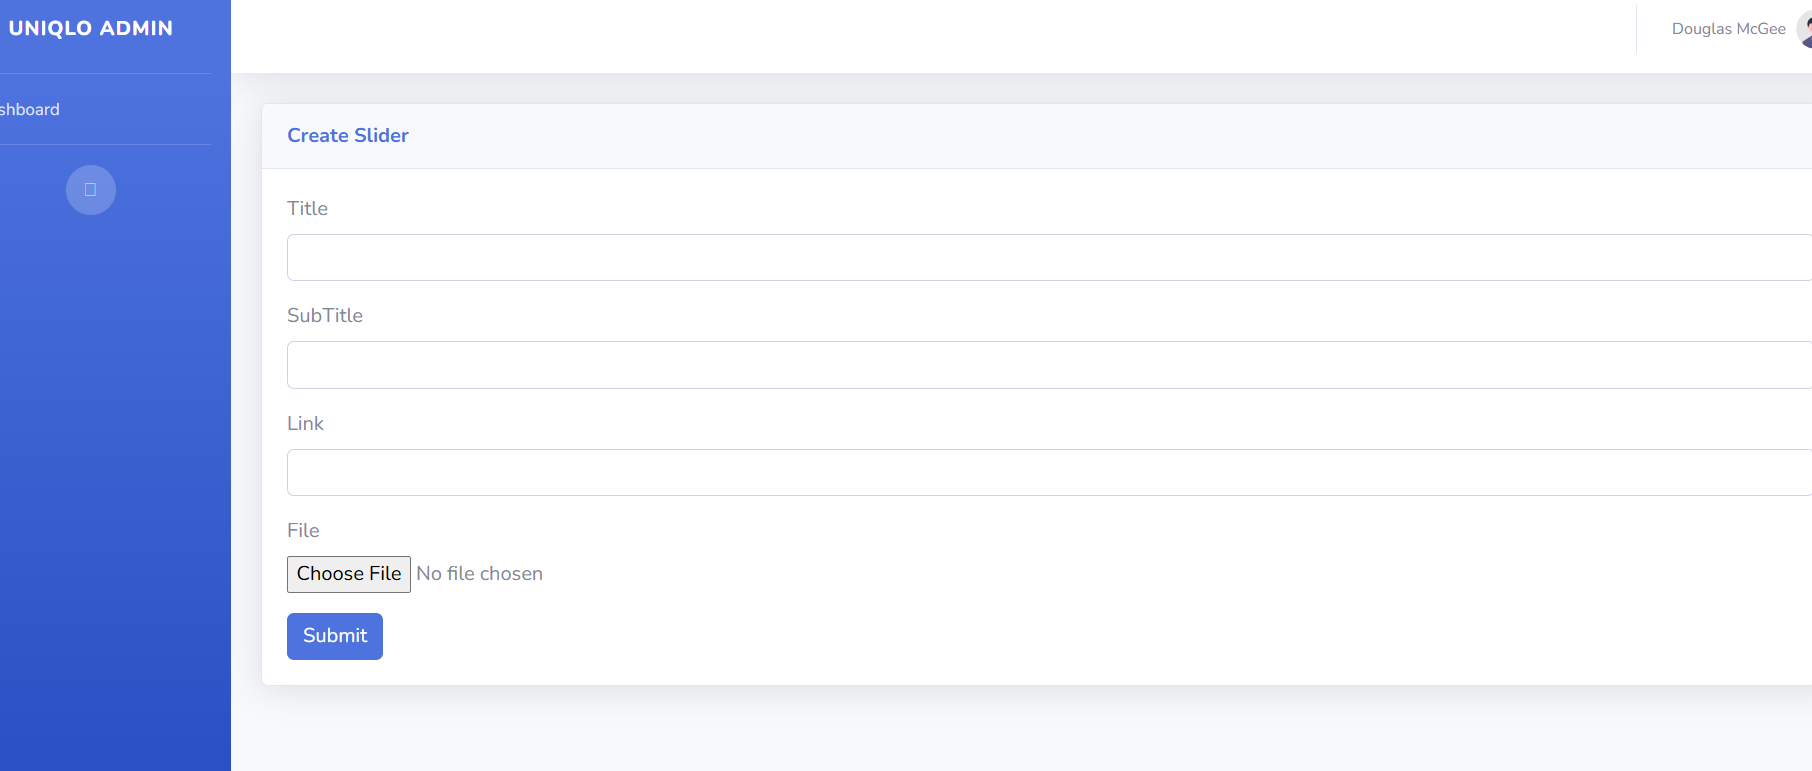 UNIQLO ADMIN
Douglas McGee
shboard
Create Slider
Title
SubTitle
Link
File
Choose File No file chosen
Submit